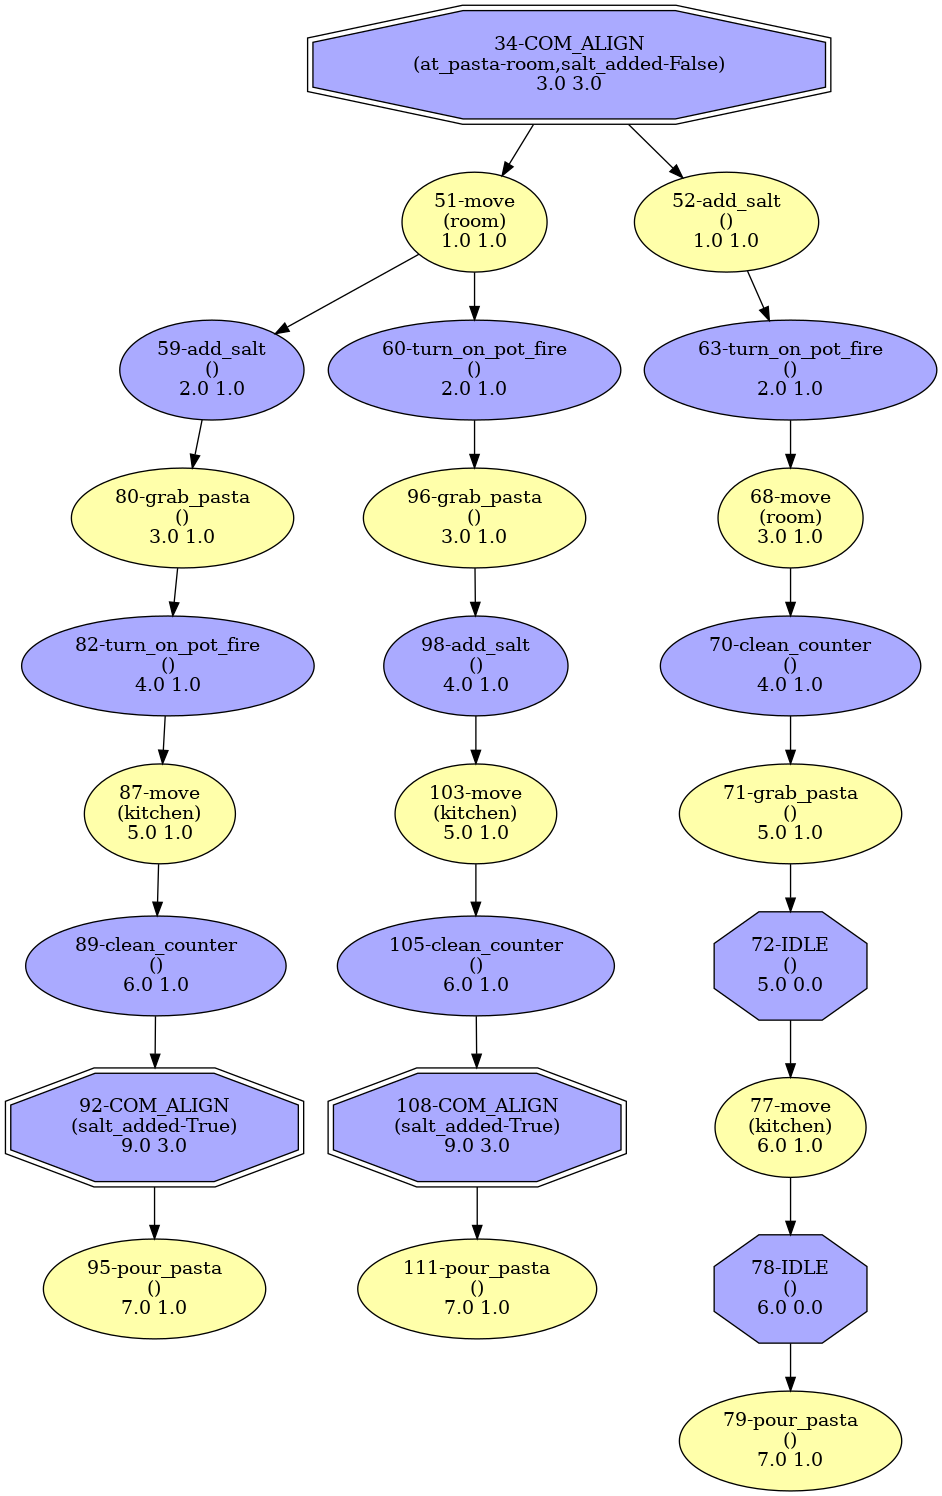 34-COM_ALIGN
(at_pasta-room,salt_added-False)
3.0 3.0
51-move
(room)
1.0 1.0
52-add_salt
()
1.0 1.0
59-add_salt
()
2.0 1.0
60-turn_on_pot_fire
()
2.0 1.0
63-turn_on_pot_fire
()
2.0 1.0
80-grab_pasta
()
3.0 1.0
96-grab_pasta
()
3.0 1.0
68-move
(room)
3.0 1.0
82-turn_on_pot_fire
()
4.0 1.0
98-add_salt
()
4.0 1.0
70-clean_counter
()
4.0 1.0
87-move
(kitchen)
5.0 1.0
103-move
(kitchen)
5.0 1.0
71-grab_pasta
()
5.0 1.0
89-clean_counter
()
6.0 1.0
105-clean_counter
()
6.0 1.0
72-IDLE
()
5.0 0.0
92-COM_ALIGN
(salt_added-True)
9.0 3.0
108-COM_ALIGN
(salt_added-True)
9.0 3.0
77-move
(kitchen)
6.0 1.0
95-pour_pasta
()
7.0 1.0
111-pour_pasta
()
7.0 1.0
78-IDLE
()
6.0 0.0
79-pour_pasta
()
7.0 1.0